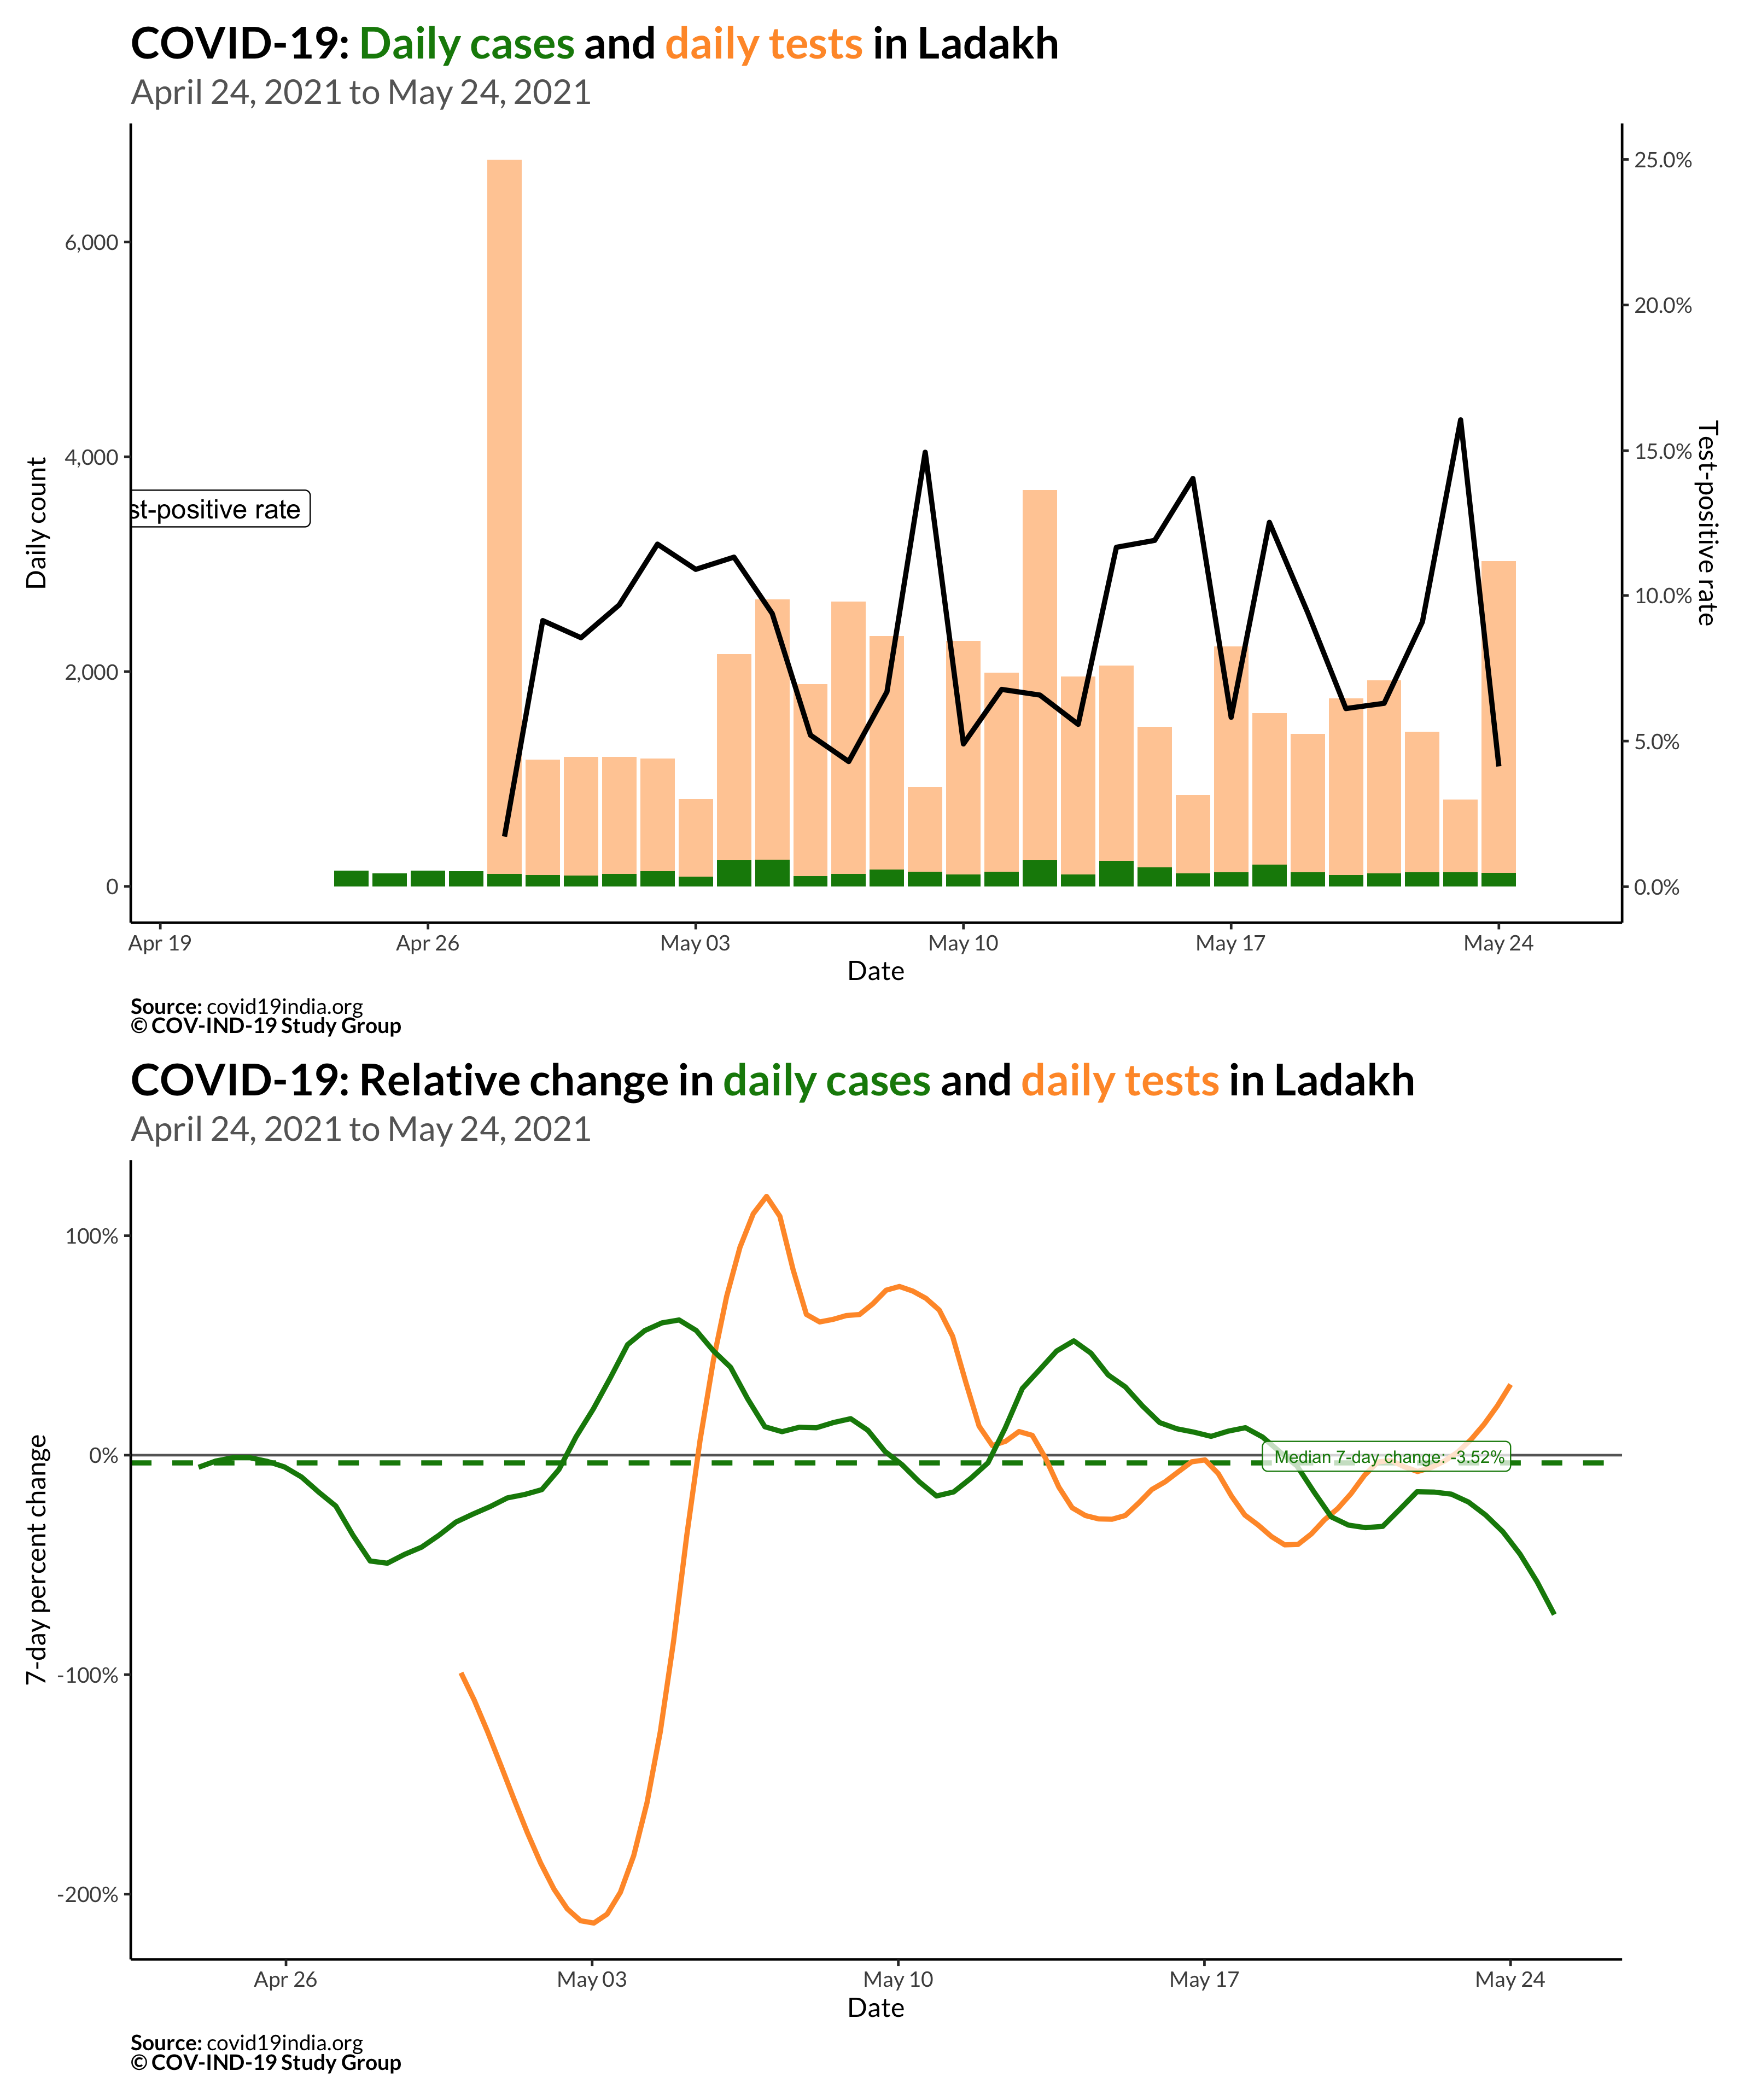 COVID-19: Daily cases and daily tests in Ladakh
April 24, 2021 to May 24, 2021
Daily count
6,000
4,000
2,000
0
st-positive rate
25.0%
20.0%
15.0%
10.0%
5.0%
0.0%
Test-positive rate
Apr 19 Apr 26 May 03 May 10 May 17 May 24
Date
Source: covid19india.org
© COV-IND-19 Study Group
COVID-19: Relative change in daily cases and daily tests in Ladakh
April 24, 2021 to May 24, 2021
7-day percent change
100%
0%
-100%
-200%
Median 7-day change: -3.52%
Apr 26 May 03 May 10 May 17 May 24
Date
Source: covid19india.org
© COV-IND-19 Study Group